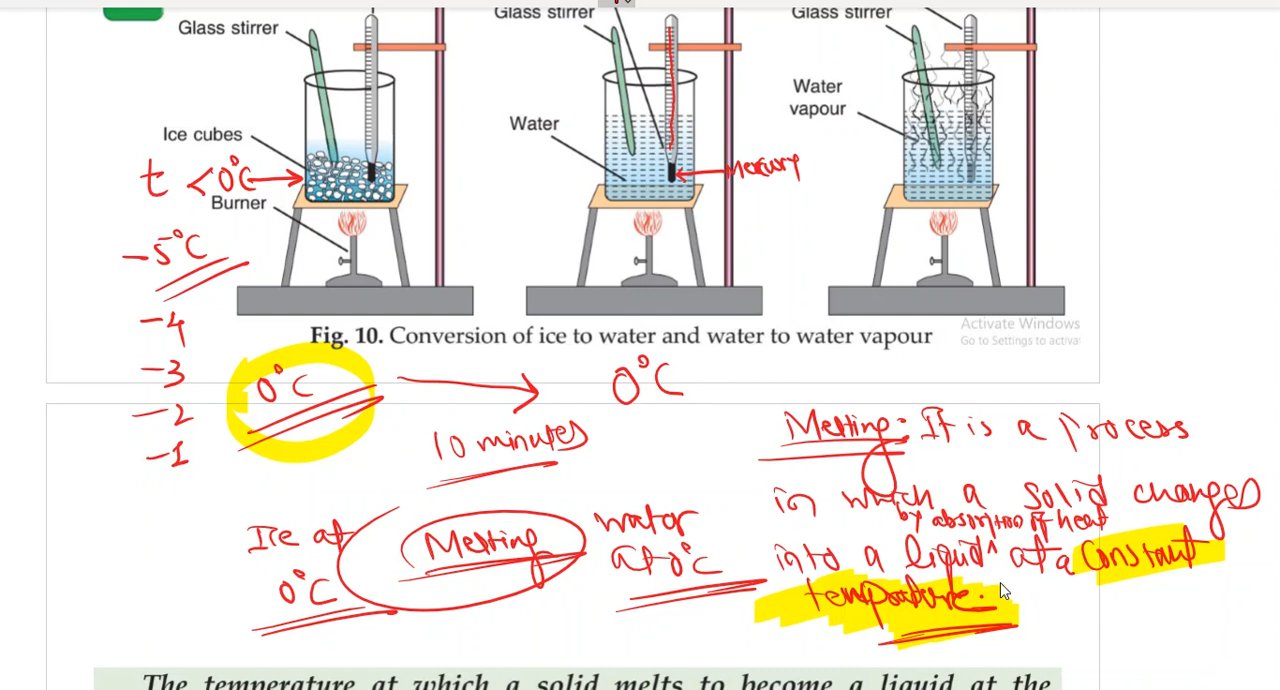 Glass stirrer
Glass stirrer
Glass stirrer
Ice cubes
Water
Water
vapour
t < 0°C
Mercury
Burner
-5°C
-4
-3
-2
-1
Fig. 10. Conversion of ice to water and water to water vapour
Activate Windows
Go to Settings to activa
0°C
0°C
10 minutes
Ice at
0°C
Melting
water
at 0°C
Melting: It is a process
in which a solid changes
by absorption of heat
into a liquid ^ at a constant
temperature.
The temperature at which a solid melts to become a liquid at the